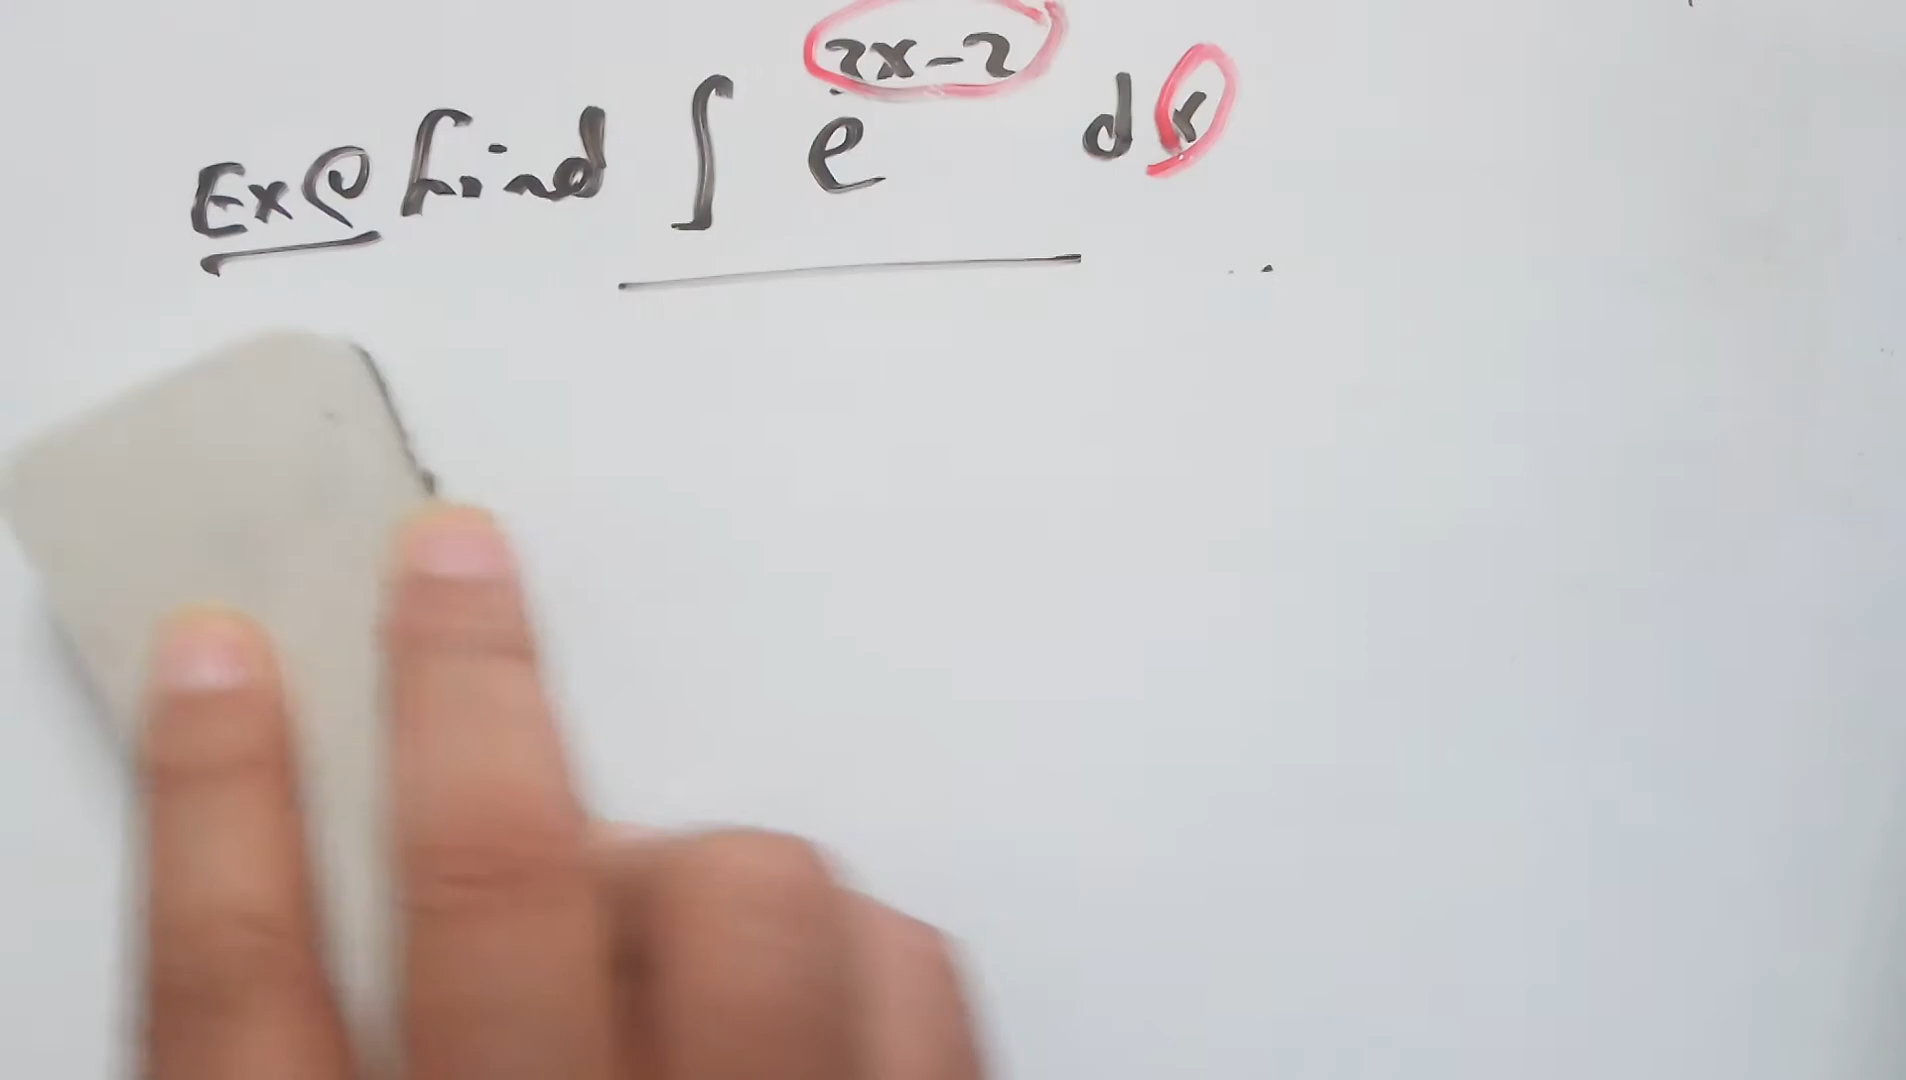 Ex② find ∫ e^{2x-2} dx